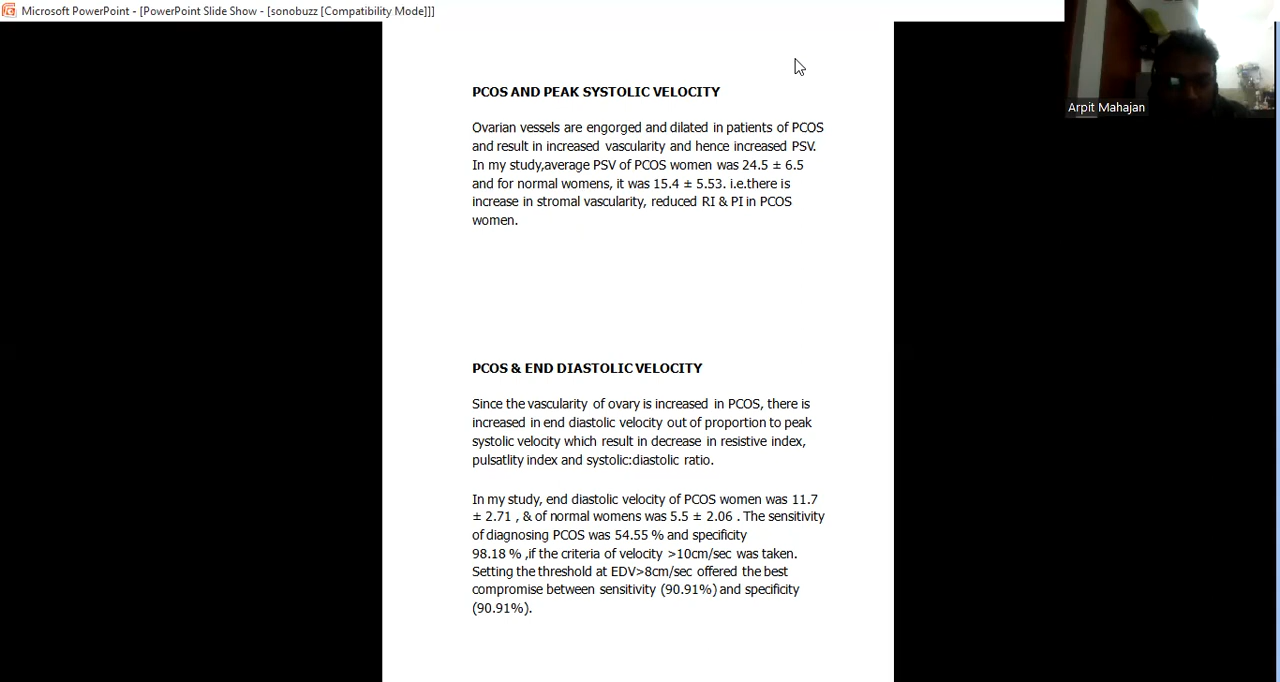 Microsoft PowerPoint - [PowerPoint Slide Show - [sonobuzz [Compatibility Mode]]]
Arpit Mahajan
PCOS AND PEAK SYSTOLIC VELOCITY
Ovarian vessels are engorged and dilated in patients of PCOS
and result in increased vascularity and hence increased PSV.
In my study,average PSV of PCOS women was 24.5 ± 6.5
and for normal womens, it was 15.4 ± 5.53. i.e.there is
increase in stromal vascularity, reduced RI & PI in PCOS
women.
PCOS & END DIASTOLIC VELOCITY
Since the vascularity of ovary is increased in PCOS, there is
increased in end diastolic velocity out of proportion to peak
systolic velocity which result in decrease in resistive index,
pulsatlity index and systolic:diastolic ratio.
In my study, end diastolic velocity of PCOS women was 11.7
± 2.71 , & of normal womens was 5.5 ± 2.06 . The sensitivity
of diagnosing PCOS was 54.55 % and specificity
98.18 % ,if the criteria of velocity >10cm/sec was taken.
Setting the threshold at EDV>8cm/sec offered the best
compromise between sensitivity (90.91%) and specificity
(90.91%).